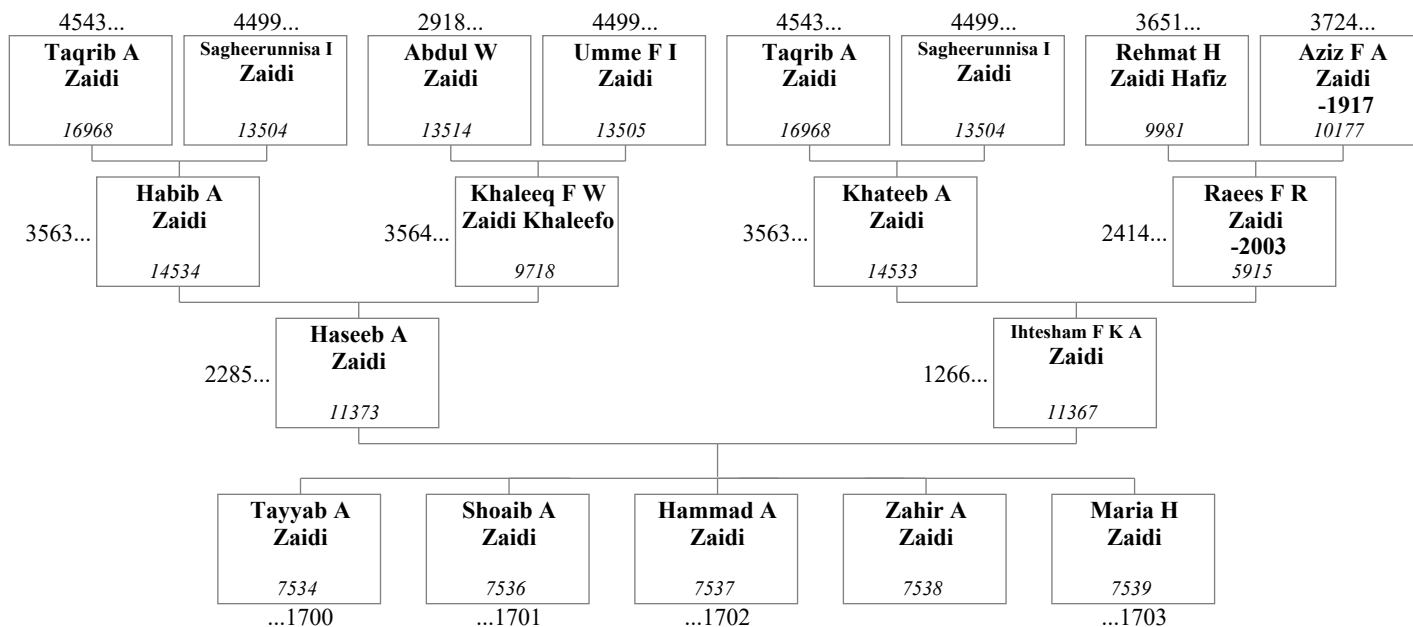 4543... 4499... 2918... 4499... 4543... 4499... 3651... 3724...
Taqrib A
Zaidi
16968
Sagheerunnisa I
Zaidi
13504
Abdul W
Zaidi
13514
Umme F I
Zaidi
13505
Taqrib A
Zaidi
16968
Sagheerunnisa I
Zaidi
13504
Rehmat H
Zaidi Hafiz
9981
Aziz F A
Zaidi
-1917
10177
3563...
Habib A
Zaidi
14534
3564...
Khaleeq F W
Zaidi Khaleefo
9718
3563...
Khateeb A
Zaidi
14533
2414...
Raees F R
Zaidi
-2003
5915
2285...
Haseeb A
Zaidi
11373
1266...
Ihtesham F K A
Zaidi
11367
Tayyab A
Zaidi
7534
...1700
Shoaib A
Zaidi
7536
...1701
Hammad A
Zaidi
7537
...1702
Zahir A
Zaidi
7538
Maria H
Zaidi
7539
...1703